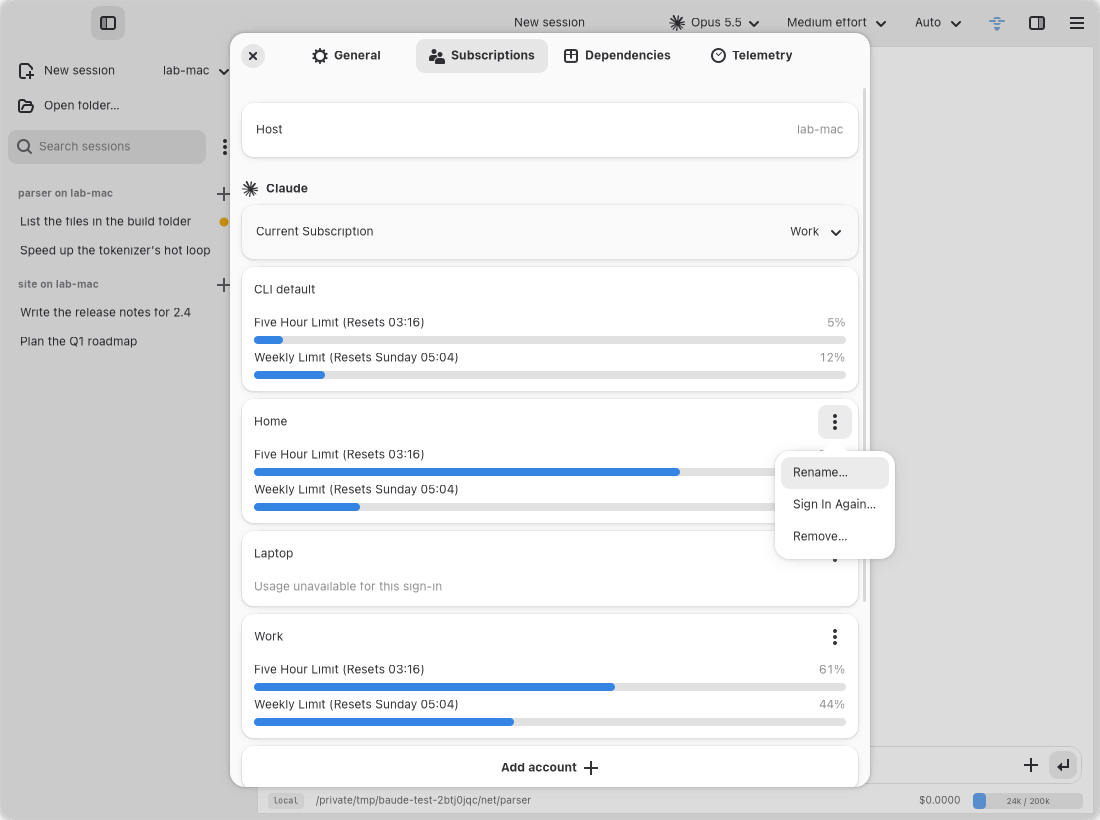 New session
Opus 5.5
Medium effort
Auto
New session
lab-mac
Open folder...
Search sessions
parser on lab-mac
List the files in the build folder
Speed up the tokenizer's hot loop
site on lab-mac
Write the release notes for 2.4
Plan the Q1 roadmap
General
Subscriptions
Dependencies
Telemetry
Host
lab-mac
Claude
Current Subscription
Work
CLI default
Five Hour Limit (Resets 03:16)
5%
Weekly Limit (Resets Sunday 05:04)
12%
Home
Five Hour Limit (Resets 03:16)
Weekly Limit (Resets Sunday 05:04)
Rename...
Sign In Again...
Remove...
Laptop
Usage unavailable for this sign-in
Work
Five Hour Limit (Resets 03:16)
61%
Weekly Limit (Resets Sunday 05:04)
44%
Add account
local
/private/tmp/baude-test-2btj0jqc/net/parser
$0.0000
24k / 200k